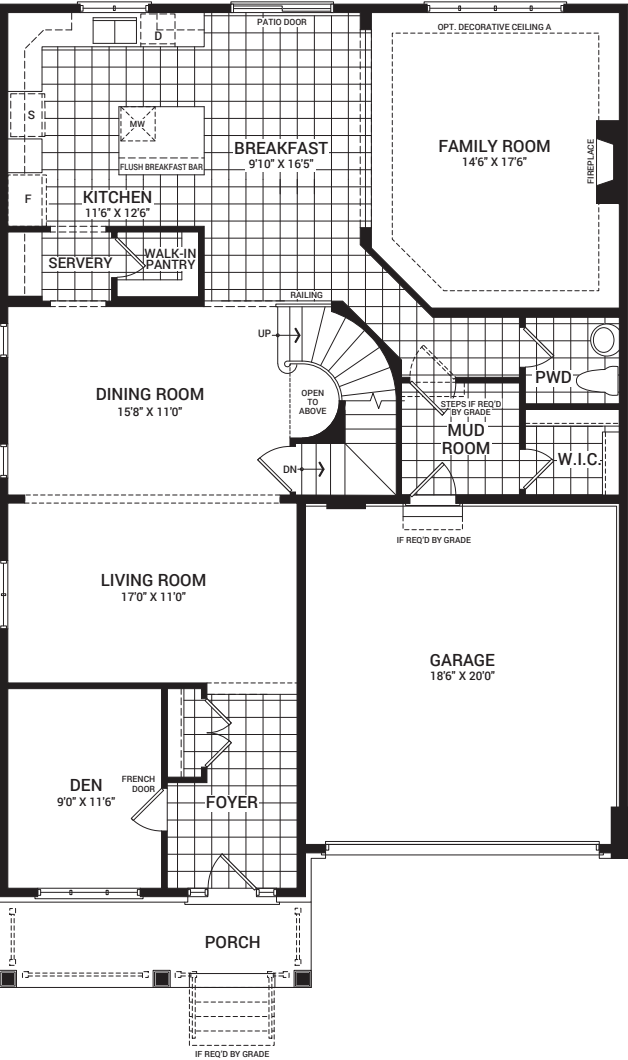 PATIO DOOR
OPT. DECORATIVE CEILING A
D
S
MW
BREAKFAST
9'10" X 16'5"
FAMILY ROOM
14'6" X 17'6"
FIREPLACE
FLUSH BREAKFAST BAR
F
KITCHEN
11'6" X 12'6"
SERVERY
WALK-IN
PANTRY
RAILING
UP
OPEN
TO
ABOVE
DINING ROOM
15'8" X 11'0"
PWD
STEPS IF REQ'D
BY GRADE
MUD
ROOM
W.I.C.
DN
IF REQ'D BY GRADE
LIVING ROOM
17'0" X 11'0"
GARAGE
18'6" X 20'0"
DEN
9'0" X 11'6"
FRENCH
DOOR
FOYER
PORCH
IF REQ'D BY GRADE